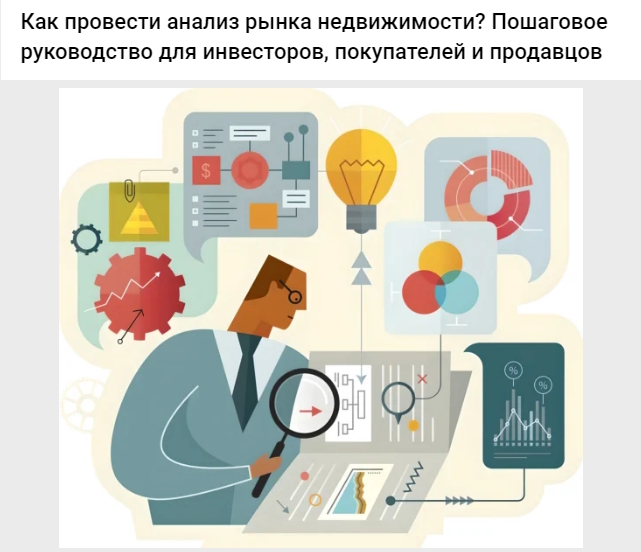 Как провести анализ рынка недвижимости? Пошаговое
руководство для инвесторов, покупателей и продавцов
$
%
%